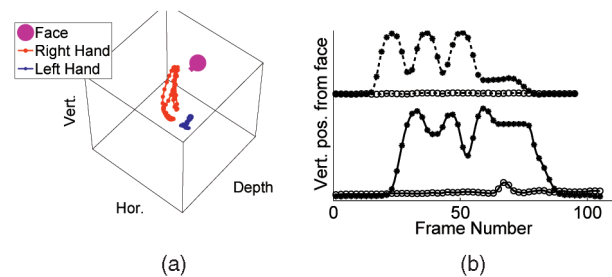 Face
Right Hand
Left Hand
Vert.
Hor.
Depth
(a)
Vert. pos. from face
0
50
100
Frame Number
(b)